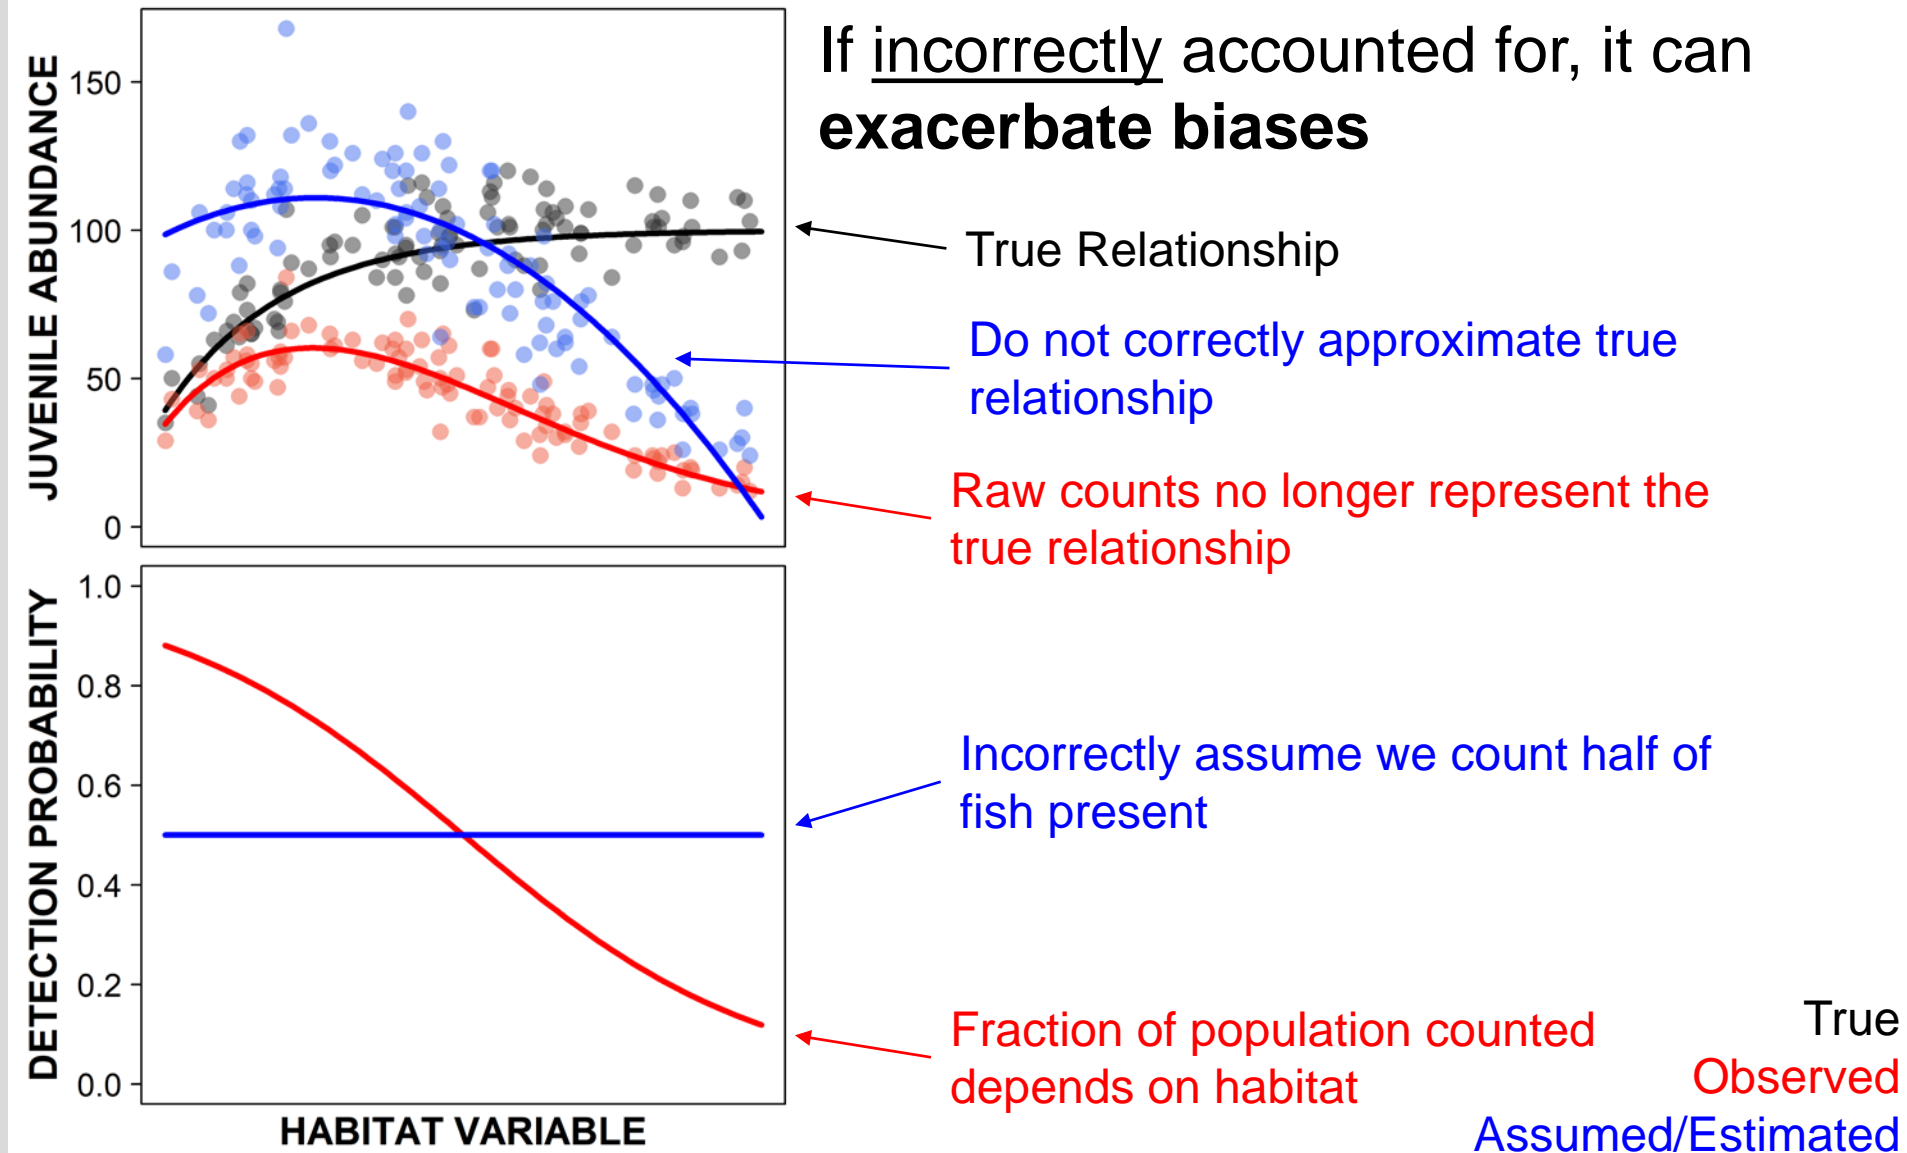 If incorrectly accounted for, it can
exacerbate biases
JUVENILE ABUNDANCE
150
100
50
0
True Relationship
Do not correctly approximate true
relationship
Raw counts no longer represent the
true relationship
DETECTION PROBABILITY
1.0
0.8
0.6
0.4
0.2
0.0
HABITAT VARIABLE
Incorrectly assume we count half of
fish present
Fraction of population counted
depends on habitat
True
Observed
Assumed/Estimated